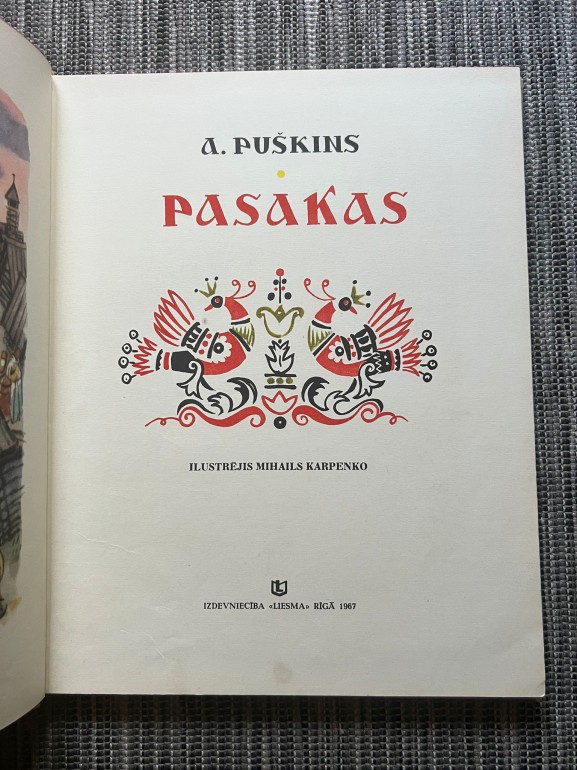 A. PUŠKINS
PASAKAS
ILUSTRĒJIS MIHAILS KARPENKO
IZDEVNIECĪBA «LIESMA» RĪGĀ 1967